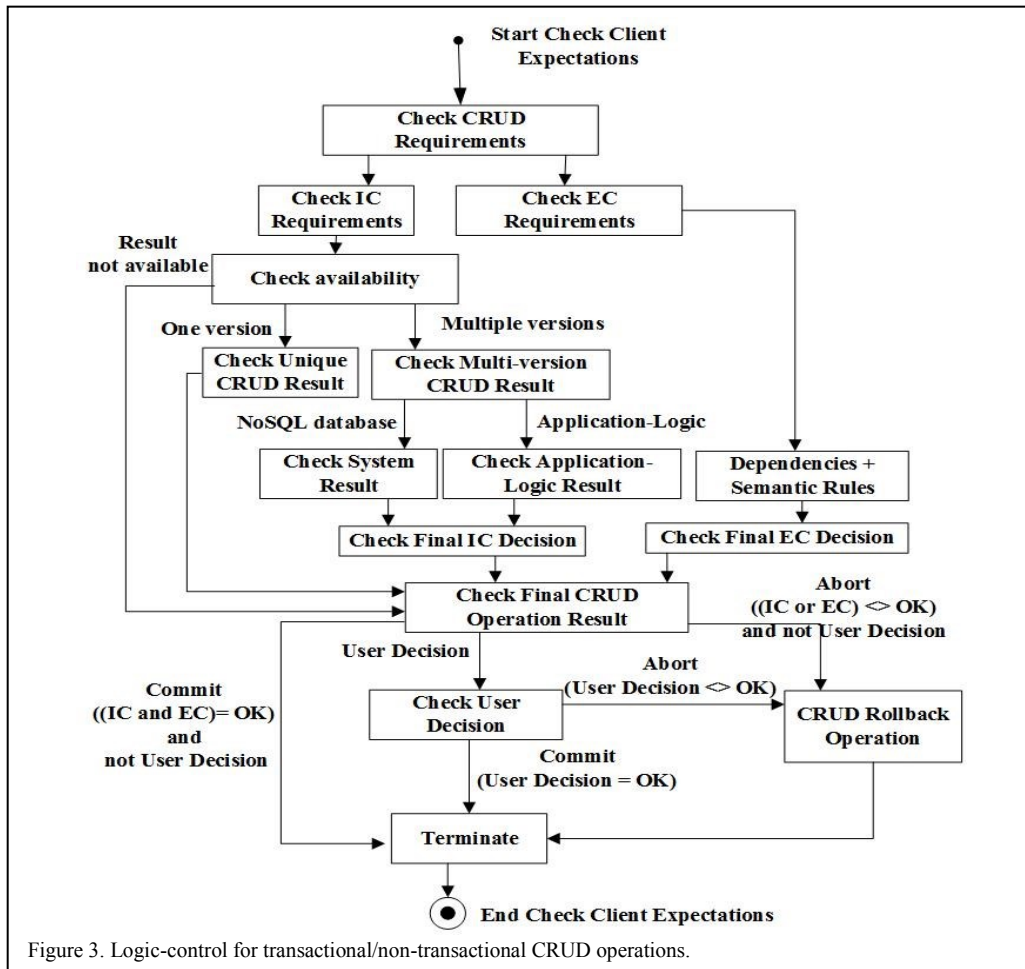 Start Check Client
Expectations
Check CRUD
Requirements
Check IC
Requirements
Check EC
Requirements
Result
not available
Check availability
One version
Multiple versions
Check Unique
CRUD Result
Check Multi-version
CRUD Result
NoSQL database
Application-Logic
Check System
Result
Check Application-
Logic Result
Dependencies +
Semantic Rules
Check Final IC Decision
Check Final EC Decision
Check Final CRUD
Operation Result
Abort
((IC or EC) <> OK)
and not User Decision
User Decision
Commit
((IC and EC)= OK)
and
not User Decision
Check User
Decision
Abort
(User Decision <> OK)
CRUD Rollback
Operation
Commit
(User Decision = OK)
Terminate
End Check Client Expectations
Figure 3. Logic-control for transactional/non-transactional CRUD operations.